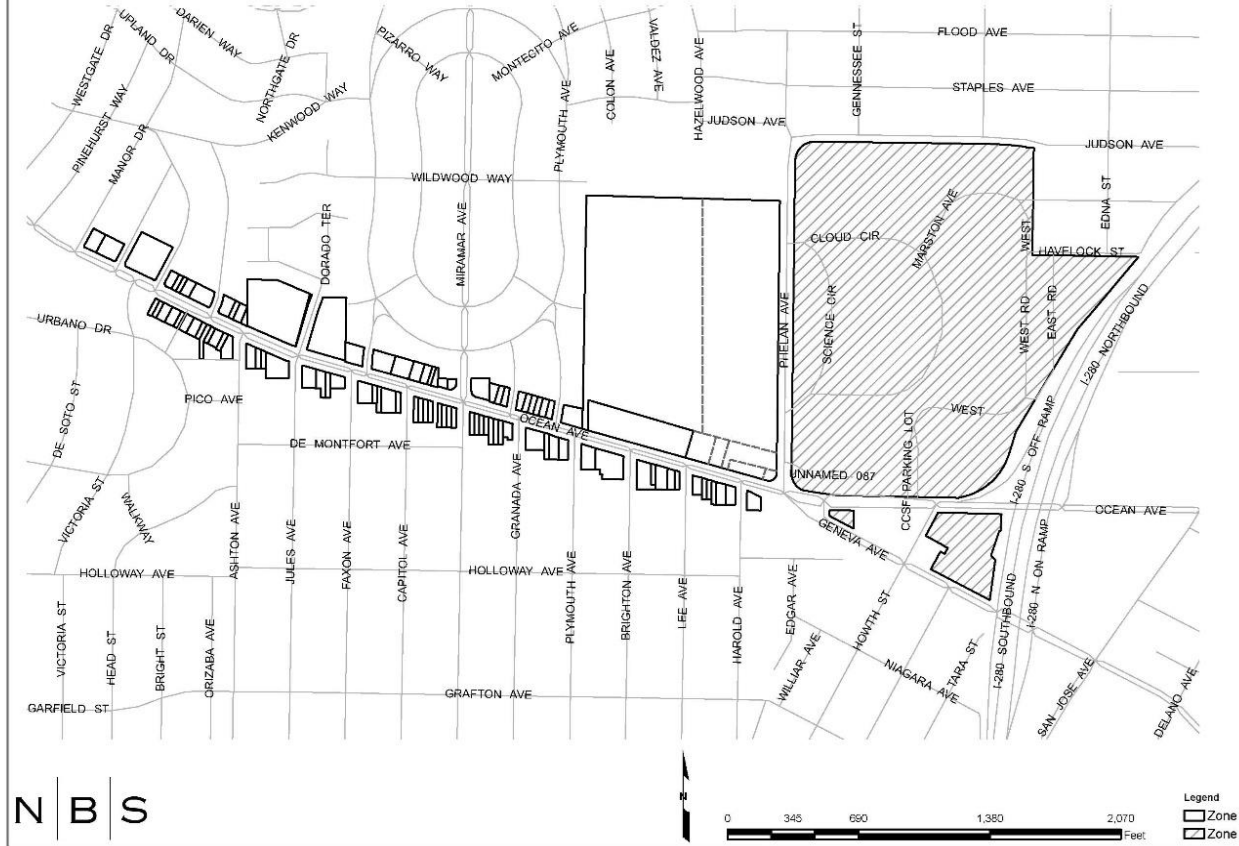 DARIEN WAY
UPLAND DR
WESTGATE DR
PINEHURST WAY
MANOR DR
NORTHGATE DR
KENWOOD WAY
PIZARRO WAY
MONTECITO AVE
COLON AVE
VALDEZ AVE
HAZELWOOD AVE
GENNESSEE ST
FLOOD AVE
STAPLES AVE
JUDSON AVE
JUDSON AVE
PLYMOUTH AVE
WILDWOOD WAY
MIRAMAR AVE
DORADO TER
EDNA ST
MARSTON AVE
CLOUD CIR
WEST
HAVELOCK ST
PHELAN AVE
SCIENCE CIR
WEST RD
EAST RD
I-280 NORTHBOUND
URBANO DR
PICO AVE
DE SOTO ST
DE MONTFORT AVE
OCEAN AVE
WEST
I-280 S OFF RAMP
UNNAMED 087
CCSF PARKING LOT
OCEAN AVE
GENEVA AVE
GRANADA AVE
VICTORIA ST
WALKWAY
ASHTON AVE
JULES AVE
FAXON AVE
CAPITOL AVE
HOLLOWAY AVE
HOLLOWAY AVE
PLYMOUTH AVE
BRIGHTON AVE
LEE AVE
HAROLD AVE
EDGAR AVE
HOWTH ST
I-280 SOUTHBOUND
I-280 N ON RAMP
VICTORIA ST
HEAD ST
BRIGHT ST
ORIZABA AVE
WILLIAR AVE
NIAGARA AVE
TARA ST
SAN JOSE AVE
DELANO AVE
GRAFTON AVE
GARFIELD ST
N|B|S
N
0 345 690 1,380 2,070
Feet
Legend
Zone
Zone